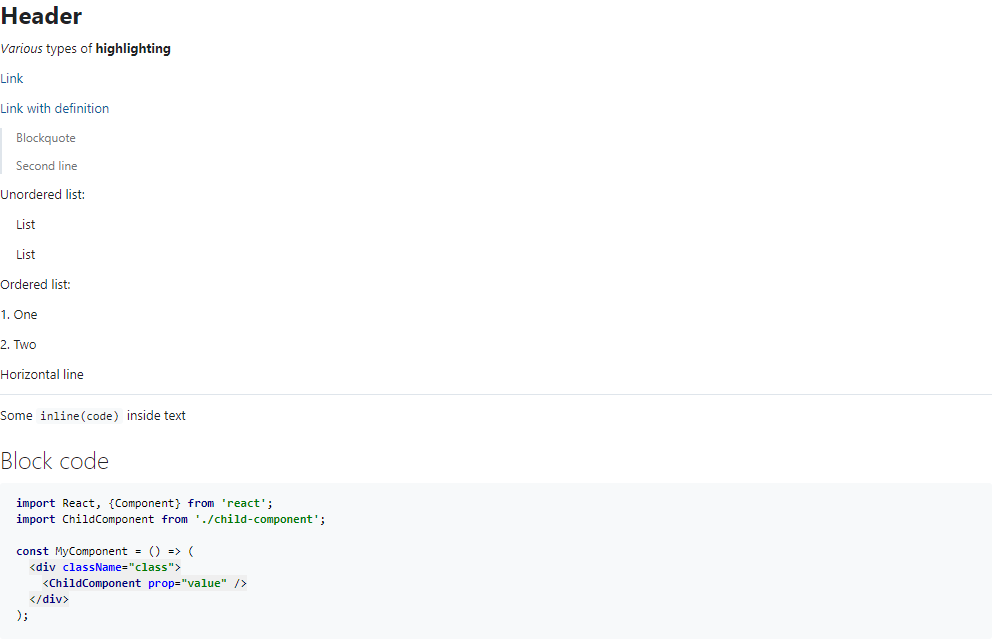 Header
Various types of highlighting
Link
Link with definition
Blockquote
Second line
Unordered list:
List
List
Ordered list:
1. One
2. Two
Horizontal line
Some inline(code) inside text
Block code
import React, {Component} from 'react';
import ChildComponent from './child-component';
const MyComponent = () => (
<div className="class">
<ChildComponent prop="value" />
</div>
);